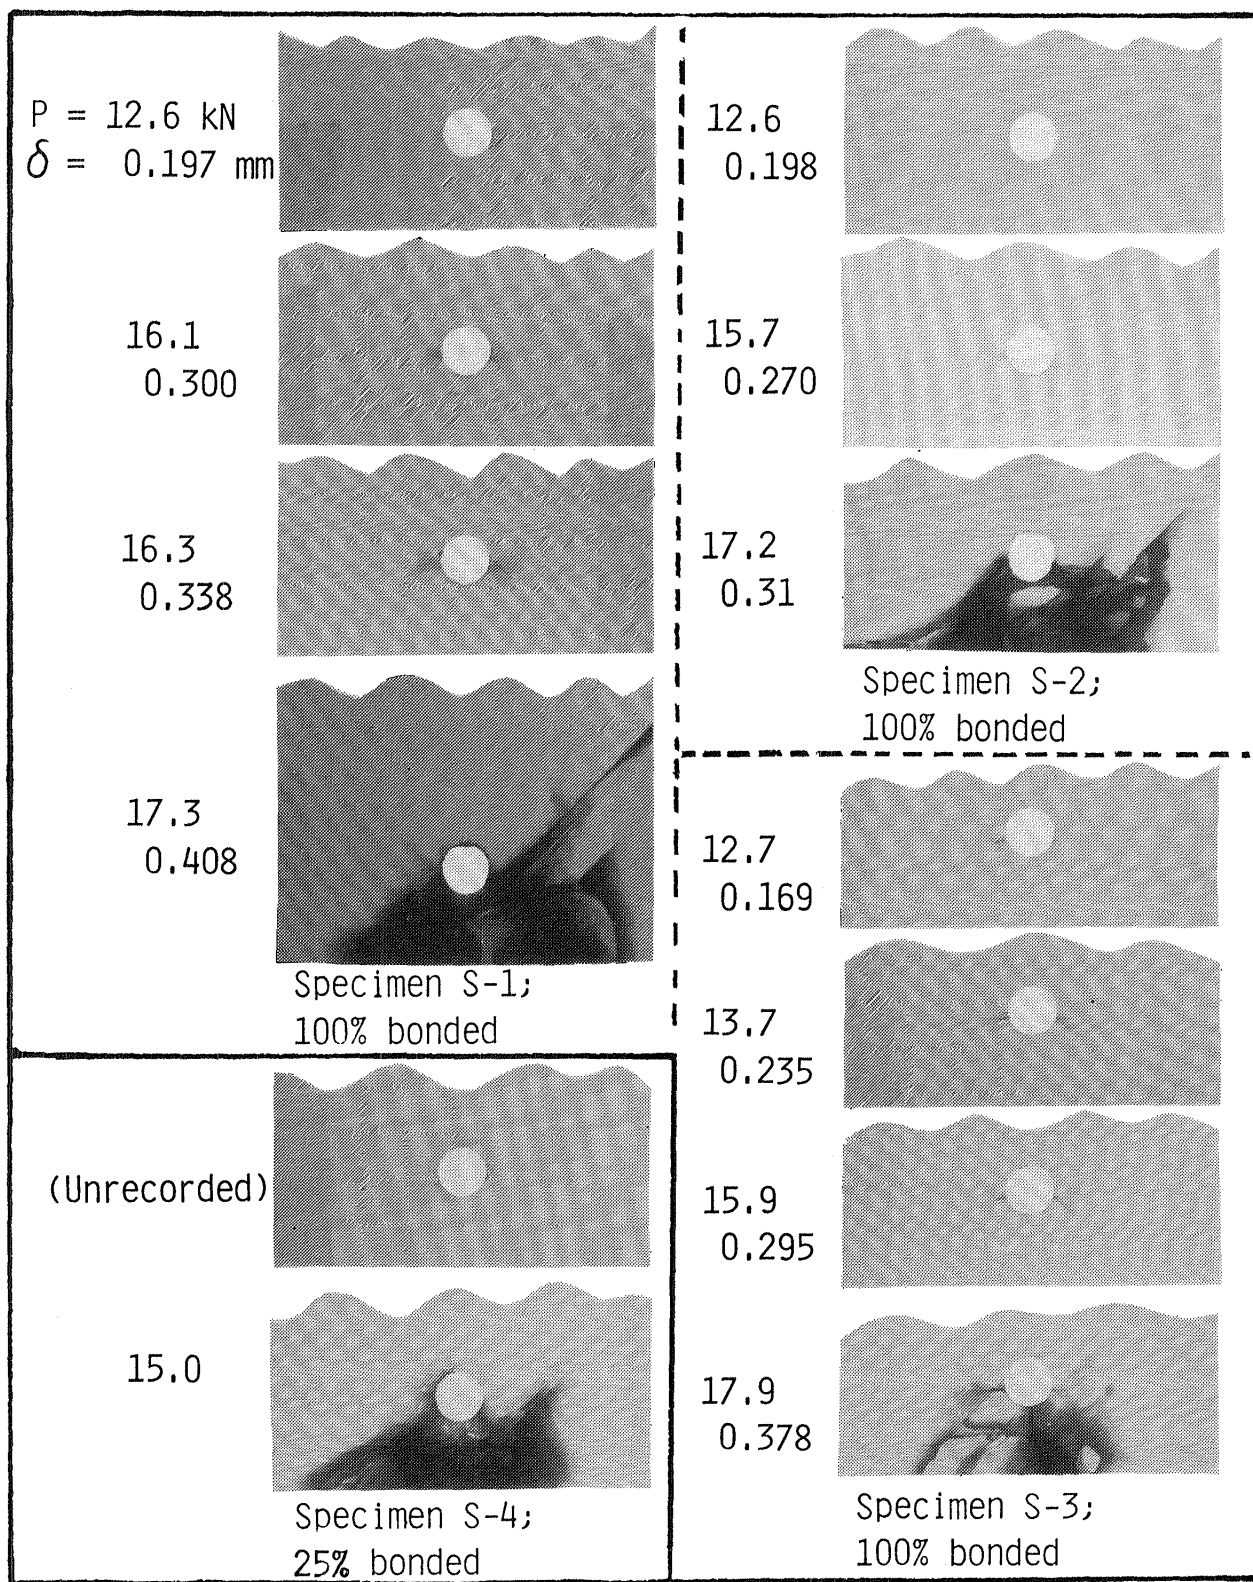 P = 12.6 kN
δ = 0.197 mm
16.1
0.300
16.3
0.338
17.3
0.408
Specimen S-1;
100% bonded
12.6
0.198
15.7
0.270
17.2
0.31
Specimen S-2;
100% bonded
12.7
0.169
13.7
0.235
15.9
0.295
17.9
0.378
Specimen S-3;
100% bonded
(Unrecorded)
15.0
Specimen S-4;
25% bonded